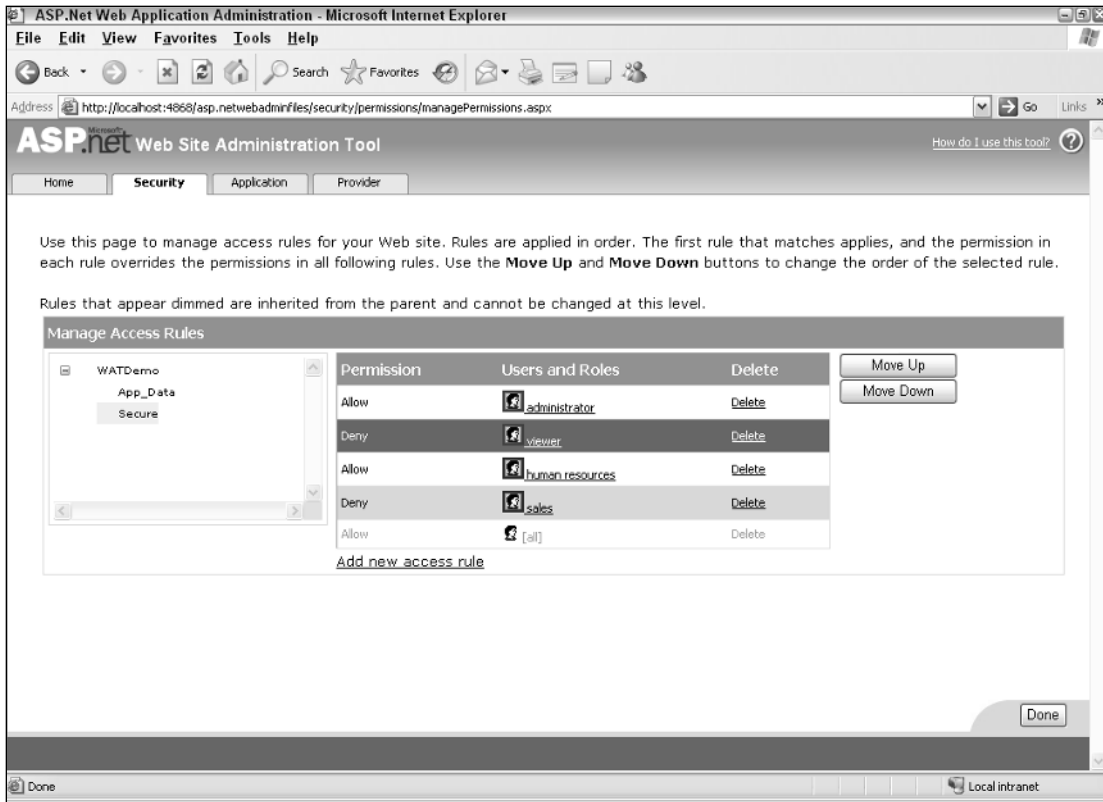 ASP.Net Web Application Administration - Microsoft Internet Explorer
File Edit View Favorites Tools Help
Back Search Favorites
Address http://localhost:4868/asp.netwebadminfiles/security/permissions/managePermissions.aspx Go Links »
Microsoft
ASP.net Web Site Administration Tool How do I use this tool? ?
Home Security Application Provider
Use this page to manage access rules for your Web site. Rules are applied in order. The first rule that matches applies, and the permission in
each rule overrides the permissions in all following rules. Use the Move Up and Move Down buttons to change the order of the selected rule.
Rules that appear dimmed are inherited from the parent and cannot be changed at this level.
Manage Access Rules
WATDemo
App_Data
Secure
Permission Users and Roles Delete
Allow administrator Delete
Deny viewer Delete
Allow human resources Delete
Deny sales Delete
Allow [all] Delete
Add new access rule
Move Up
Move Down
Done
Done Local intranet